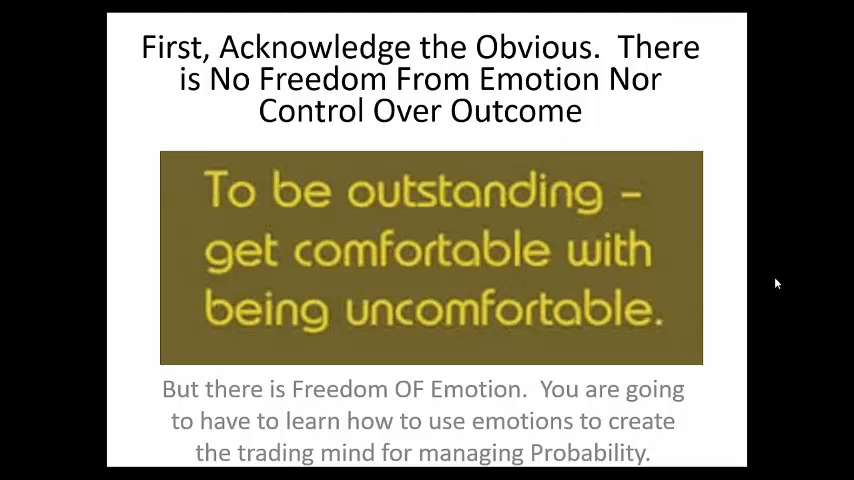 First, Acknowledge the Obvious.  There
is No Freedom From Emotion Nor
Control Over Outcome
To be outstanding –
get comfortable with
being uncomfortable.
But there is Freedom OF Emotion.  You are going
to have to learn how to use emotions to create
the trading mind for managing Probability.